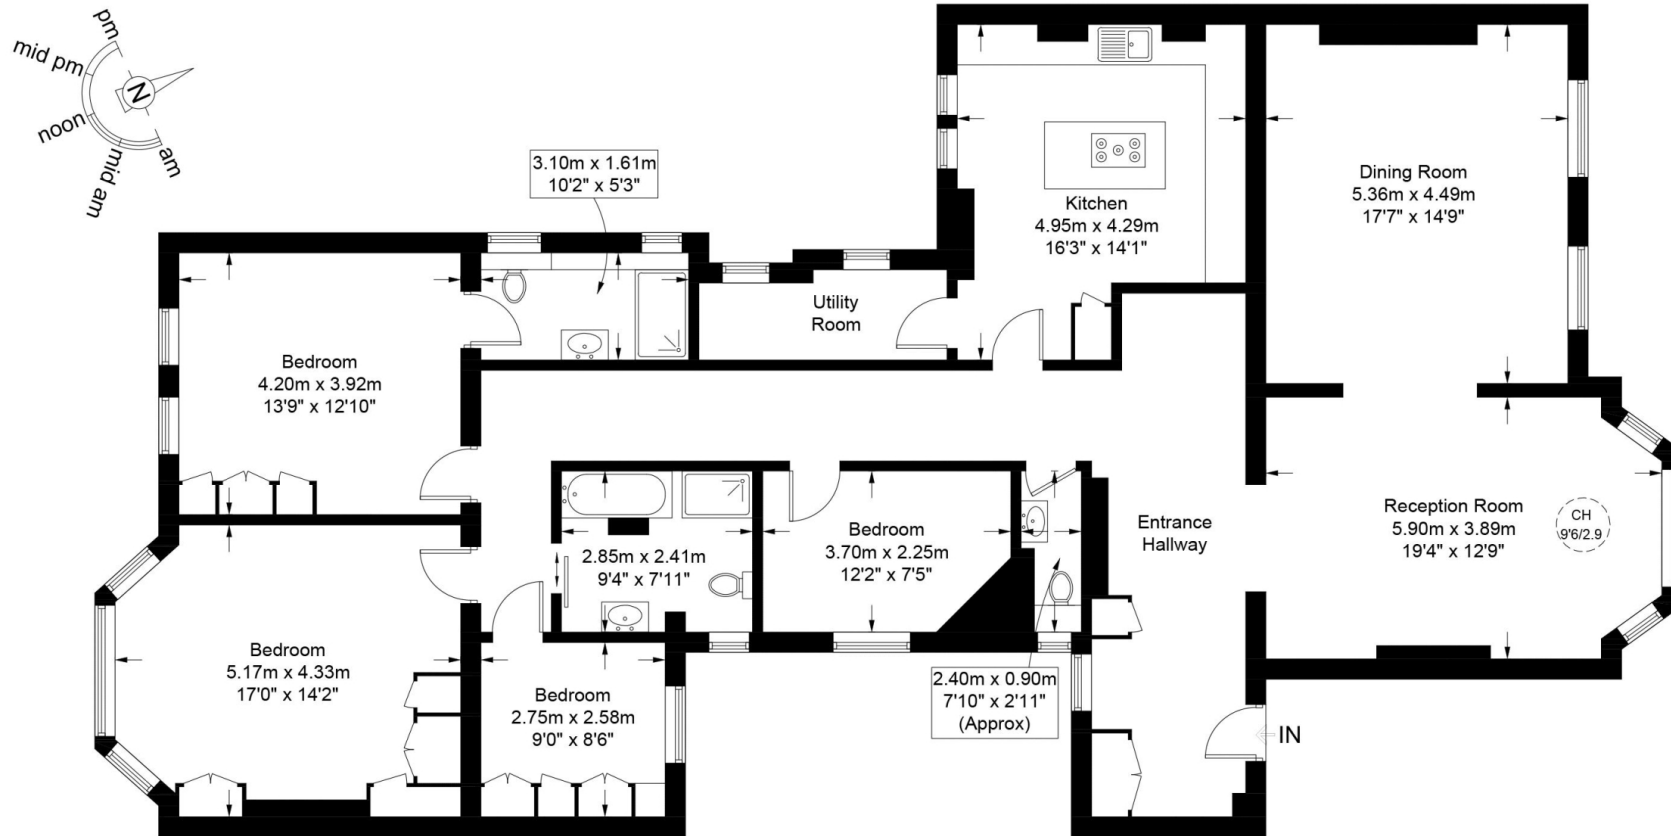 pm
mid pm
N
noon
mid am
am
3.10m x 1.61m
10'2" x 5'3"
Kitchen
4.95m x 4.29m
16'3" x 14'1"
Dining Room
5.36m x 4.49m
17'7" x 14'9"
Utility
Room
Bedroom
4.20m x 3.92m
13'9" x 12'10"
2.85m x 2.41m
9'4" x 7'11"
Bedroom
3.70m x 2.25m
12'2" x 7'5"
Entrance
Hallway
Reception Room
5.90m x 3.89m
19'4" x 12'9"
CH
9'6/2.9
Bedroom
5.17m x 4.33m
17'0" x 14'2"
Bedroom
2.75m x 2.58m
9'0" x 8'6"
2.40m x 0.90m
7'10" x 2'11"
(Approx)
IN